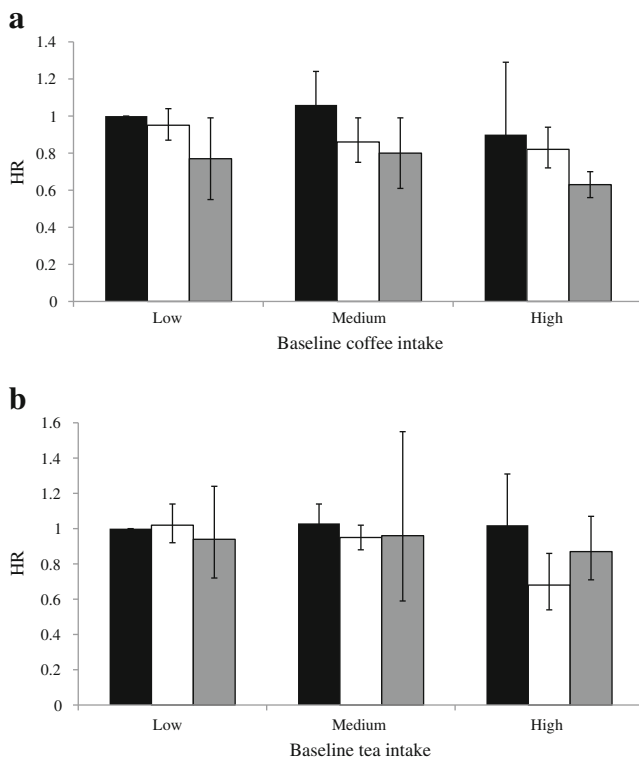 a
1.4
1.2
1
0.8
0.6
0.4
0.2
0
HR
Low Medium High
Baseline coffee intake
b
1.6
1.4
1.2
1
0.8
0.6
0.4
0.2
0
HR
Low Medium High
Baseline tea intake